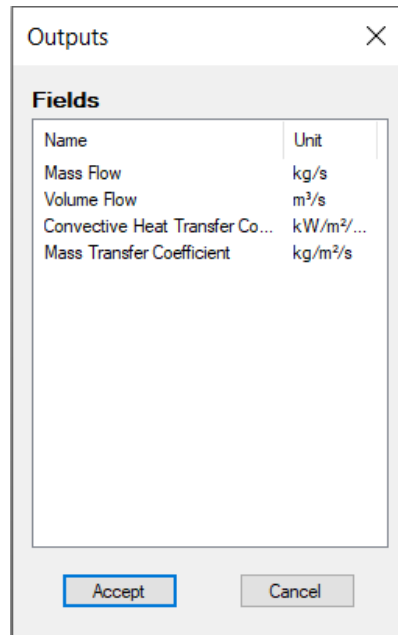 Outputs
Fields
Name Unit
Mass Flow kg/s
Volume Flow m³/s
Convective Heat Transfer Co... kW/m²/...
Mass Transfer Coefficient kg/m²/s
Accept Cancel